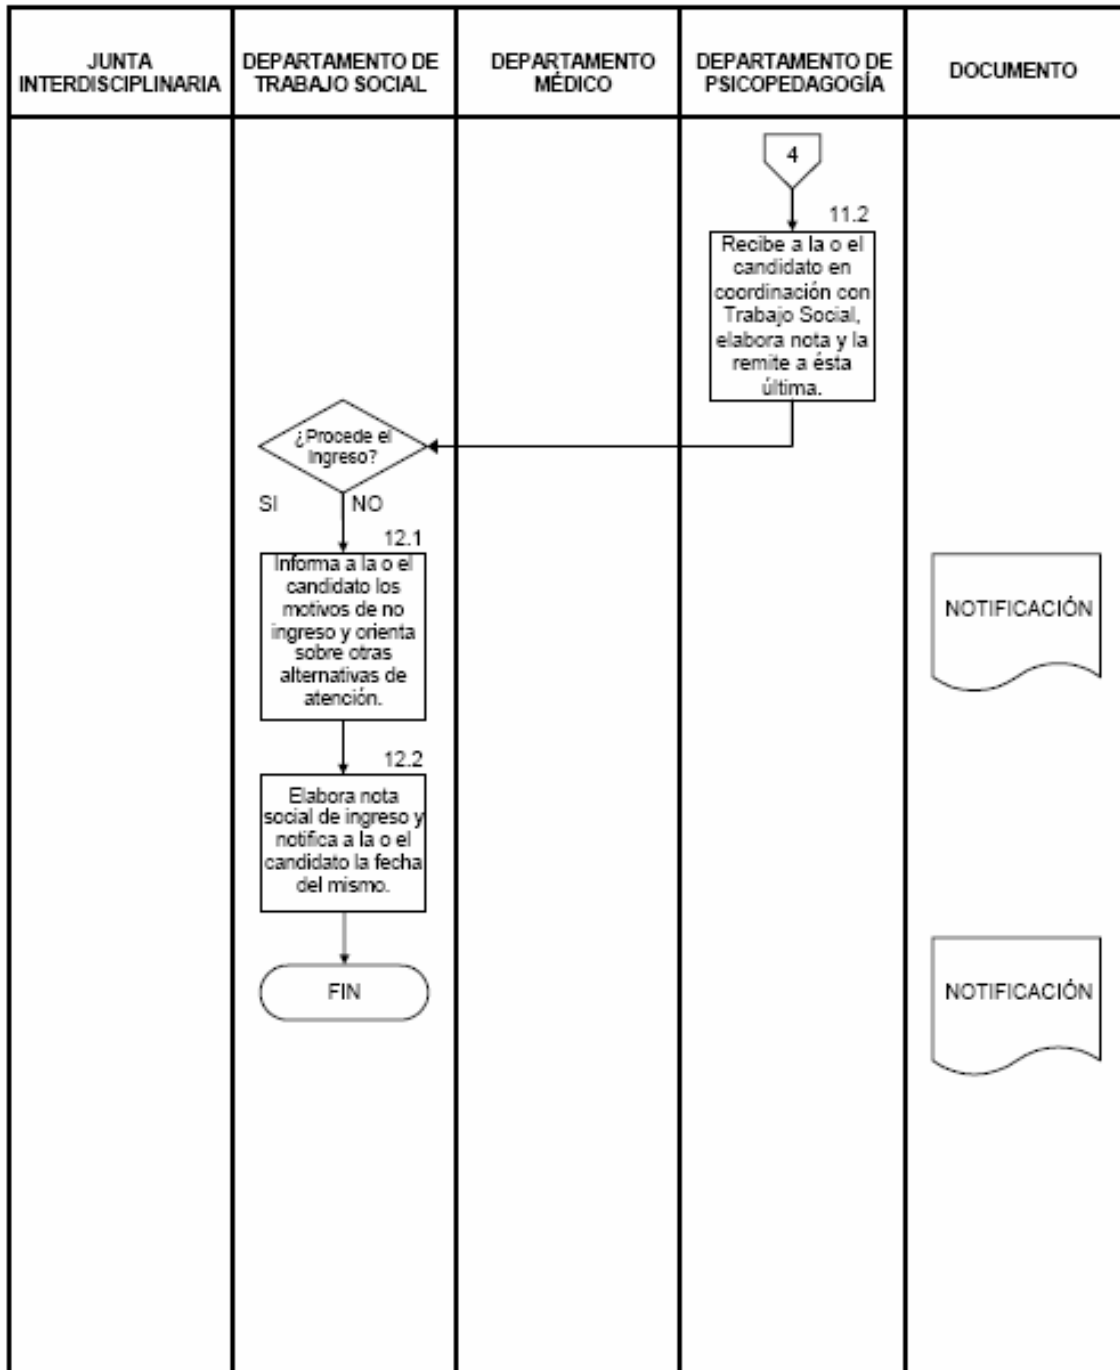 JUNTA
INTERDISCIPLINARIA
DEPARTAMENTO DE
TRABAJO SOCIAL
DEPARTAMENTO
MÉDICO
DEPARTAMENTO DE
PSICOPEDAGOGÍA
DOCUMENTO
4
11.2
Recibe a la o el
candidato en
coordinación con
Trabajo Social,
elabora nota y la
remite a ésta
última.
¿Procede el
Ingreso?
SI
NO
12.1
Informa a la o el
candidato los
motivos de no
ingreso y orienta
sobre otras
alternativas de
atención.
NOTIFICACIÓN
12.2
Elabora nota
social de ingreso y
notifica a la o el
candidato la fecha
del mismo.
FIN
NOTIFICACIÓN